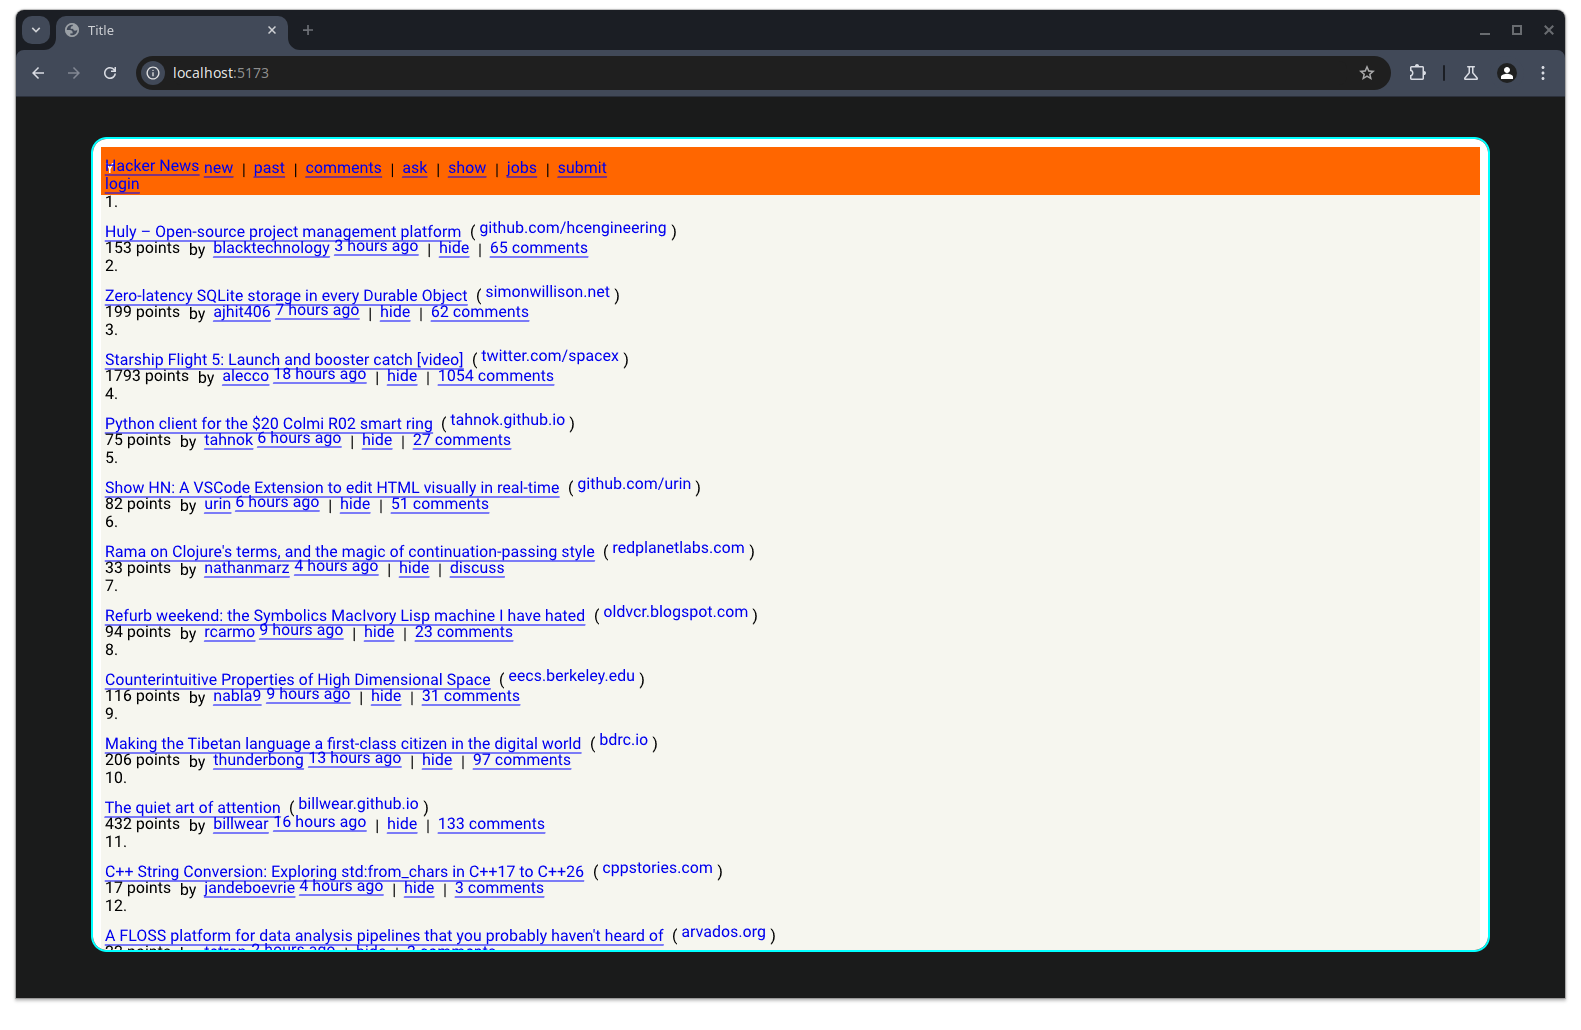 Title
localhost:5173
Hacker News new | past | comments | ask | show | jobs | submit
login
1.
Huly – Open-source project management platform ( github.com/hcengineering )
153 points by blacktechnology 3 hours ago | hide | 65 comments
2.
Zero-latency SQLite storage in every Durable Object ( simonwillison.net )
199 points by ajhit406 7 hours ago | hide | 62 comments
3.
Starship Flight 5: Launch and booster catch [video] ( twitter.com/spacex )
1793 points by alecco 18 hours ago | hide | 1054 comments
4.
Python client for the $20 Colmi R02 smart ring ( tahnok.github.io )
75 points by tahnok 6 hours ago | hide | 27 comments
5.
Show HN: A VSCode Extension to edit HTML visually in real-time ( github.com/urin )
82 points by urin 6 hours ago | hide | 51 comments
6.
Rama on Clojure's terms, and the magic of continuation-passing style ( redplanetlabs.com )
33 points by nathanmarz 4 hours ago | hide | discuss
7.
Refurb weekend: the Symbolics MacIvory Lisp machine I have hated ( oldvcr.blogspot.com )
94 points by rcarmo 9 hours ago | hide | 23 comments
8.
Counterintuitive Properties of High Dimensional Space ( eecs.berkeley.edu )
116 points by nabla9 9 hours ago | hide | 31 comments
9.
Making the Tibetan language a first-class citizen in the digital world ( bdrc.io )
206 points by thunderbong 13 hours ago | hide | 97 comments
10.
The quiet art of attention ( billwear.github.io )
432 points by billwear 16 hours ago | hide | 133 comments
11.
C++ String Conversion: Exploring std:from_chars in C++17 to C++26 ( cppstories.com )
17 points by jandeboevrie 4 hours ago | hide | 3 comments
12.
A FLOSS platform for data analysis pipelines that you probably haven't heard of ( arvados.org )